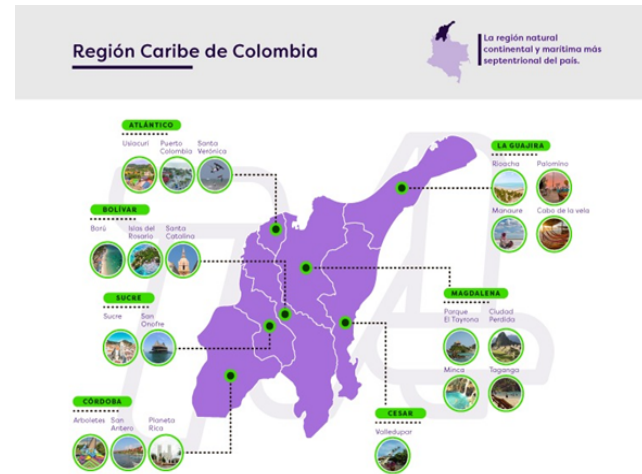 Región Caribe de Colombia
La región natural
continental y marítima más
septentrional del país.
ATLÁNTICO
Usiacurí
Puerto
Colombia
Santa
Verónica
LA GUAJIRA
Rioacha
Palomino
Manaure
Cabo de la vela
BOLÍVAR
Barú
Islas del
Rosario
Santa
Catalina
SUCRE
Sucre
San
Onofre
MAGDALENA
Parque
El Tayrona
Ciudad
Perdida
Minca
Taganga
CÓRDOBA
Arboletes
San
Antero
Planeta
Rica
CESAR
Valledupar